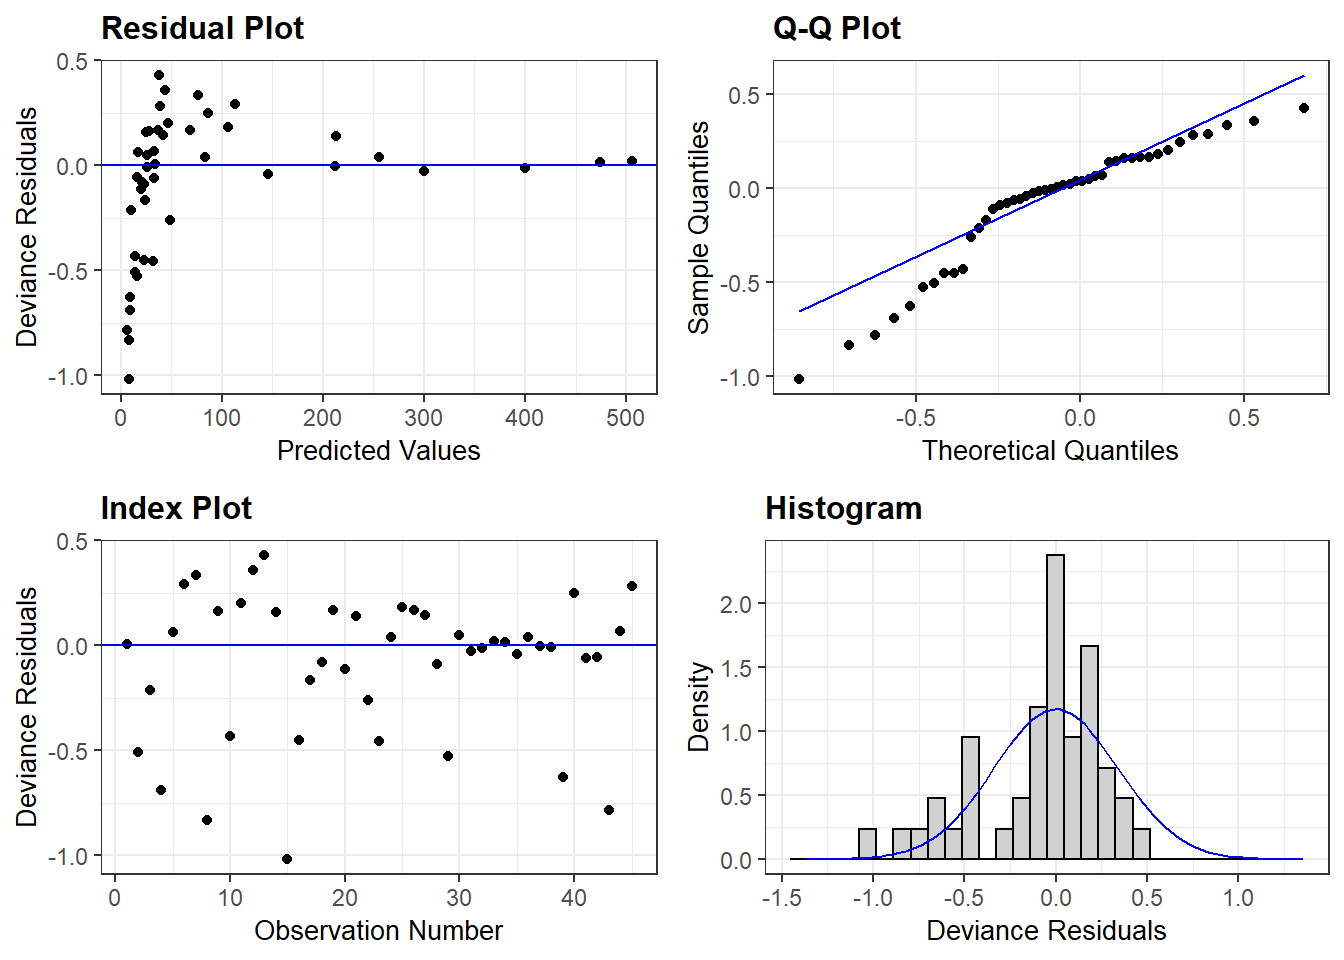 Residual Plot
0.5
0.0
-0.5
-1.0
Deviance Residuals
0 100 200 300 400 500
Predicted Values
Q-Q Plot
0.5
0.0
-0.5
-1.0
Sample Quantiles
-0.5 0.0 0.5
Theoretical Quantiles
Index Plot
0.5
0.0
-0.5
-1.0
Deviance Residuals
0 10 20 30 40
Observation Number
Histogram
2.0
1.5
1.0
0.5
0.0
Density
-1.5 -1.0 -0.5 0.0 0.5 1.0
Deviance Residuals